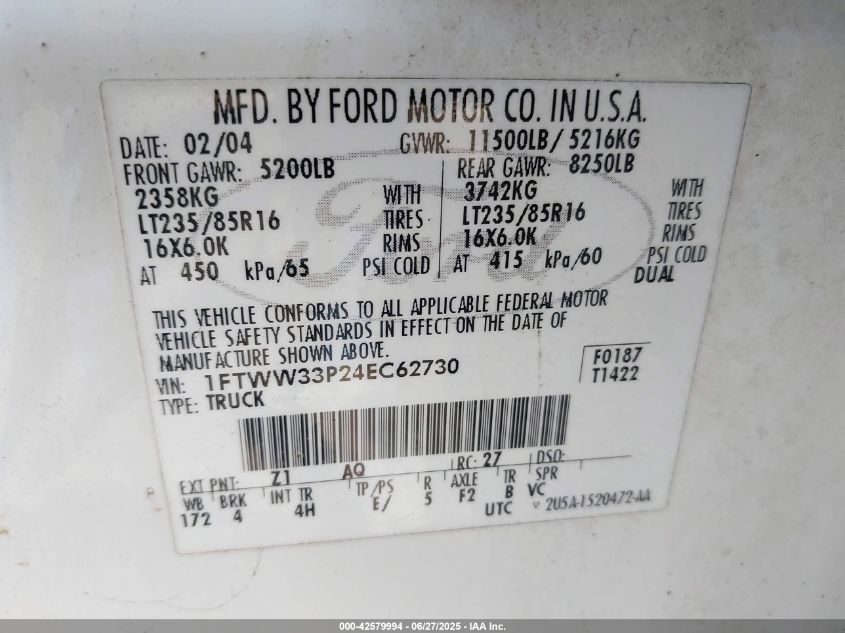 MFD. BY FORD MOTOR CO. IN U.S.A.
DATE: 02/04 GVWR: 11500LB/ 5216KG
FRONT GAWR: 5200LB REAR GAWR: 8250LB
2358KG WITH 3742KG WITH
LT235/85R16 TIRES LT235/85R16 TIRES
16X6.0K RIMS 16X6.0K RIMS
AT 450 kPa/65 PSI COLD AT 415 kPa/60 PSI COLD
DUAL
Ford
THIS VEHICLE CONFORMS TO ALL APPLICABLE FEDERAL MOTOR
VEHICLE SAFETY STANDARDS IN EFFECT ON THE DATE OF
MANUFACTURE SHOWN ABOVE.
VIN: 1FTWW33P24EC62730 F0187
TYPE: TRUCK T1422
EXT PNT: Z1 AQ RC: 27 DSO:
WB BRK INT TR TP/PS R AXLE TR SPR
172 4 4H E/ 5 F2 B VC
UTC ▽ 2U5A-1520472-AA
000-42579994 - 06/27/2025 - IAA Inc.